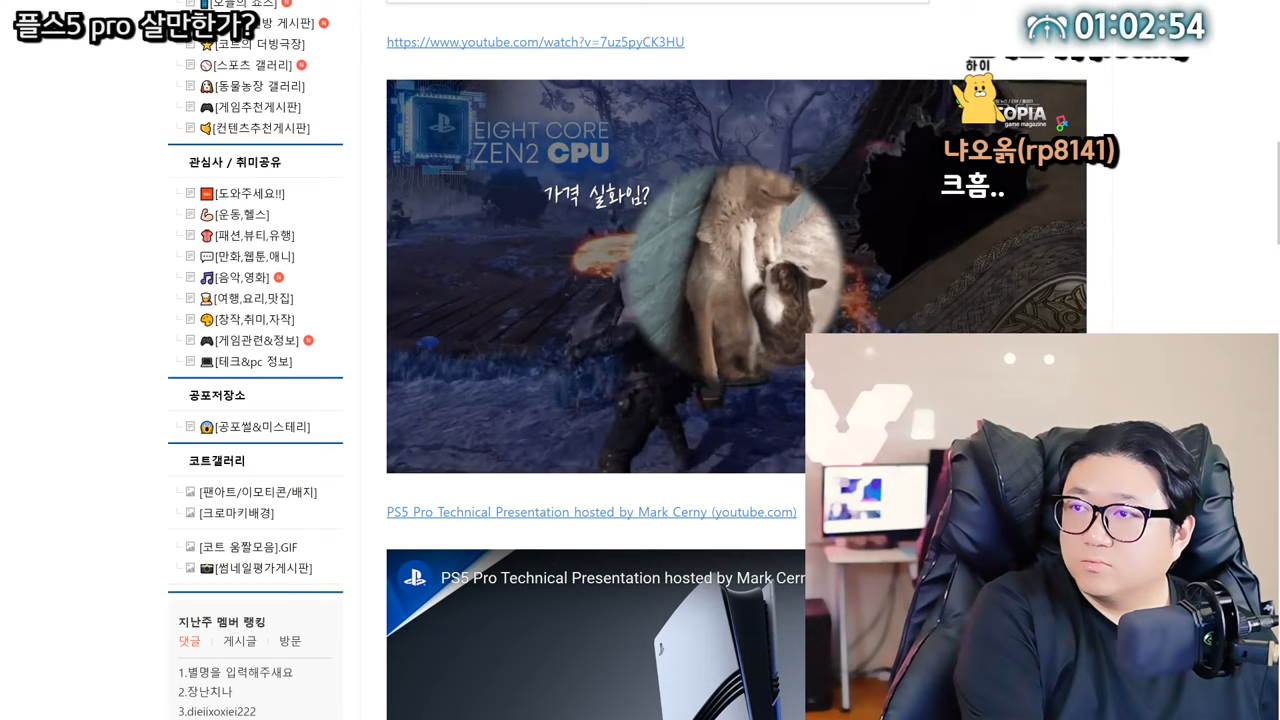 플스5 pro 살만한가?
01:02:54
[오늘의 쇼츠]
방 게시판]
[코트의 더빙극장]
[스포츠 갤러리]
[동물농장 갤러리]
[게임추천게시판]
[컨텐츠추천게시판]
관심사 / 취미공유
[도와주세요!!]
[운동,헬스]
[패션,뷰티,유행]
[만화,웹툰,애니]
[음악,영화]
[여행,요리,맛집]
[창작,취미,자작]
[게임관련&정보]
[테크&pc 정보]
공포저장소
[공포썰&미스테리]
코트갤러리
[팬아트/이모티콘/배지]
[크로마키배경]
[코트 움짤모음].GIF
[썸네일평가게시판]
지난주 멤버 랭킹
댓글
게시글
방문
1.별명을 입력해주새요
2.장난치나
3.dieiixoxiei222
https://www.youtube.com/watch?v=7uz5pyCK3HU
EIGHT CORE
ZEN2 CPU
가격 실화임?
하이
OPIA
game magazine
냐오옭(rp8141)
크흠..
PS5 Pro Technical Presentation hosted by Mark Cerny (youtube.com)
PS5 Pro Technical Presentation hosted by Mark Cern